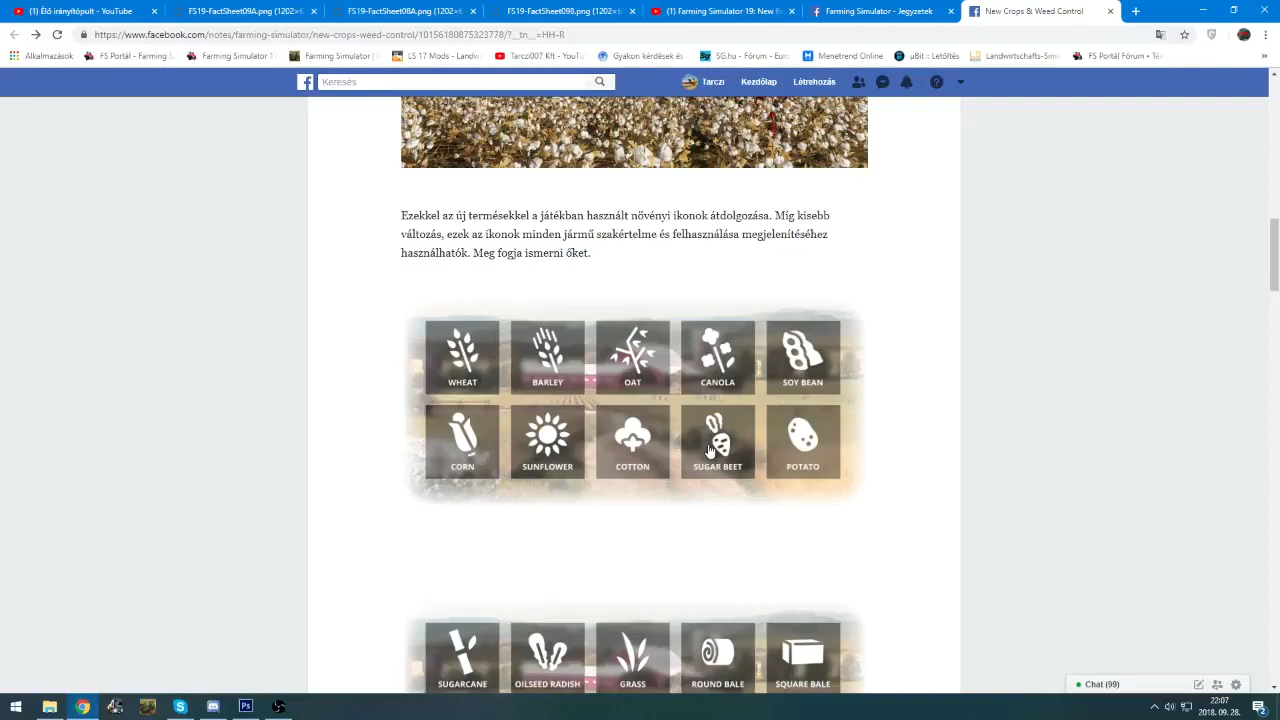 (1) Élő irányítópult - YouTube
FS19-FactSheet09A.png (1202×6
FS19-FactSheet08A.png (1202×6
FS19-FactSheet09B.png (1202×6
(1) Farming Simulator 19: New E
Farming Simulator - Jegyzetek
New Crops & Weed Control
https://www.facebook.com/notes/farming-simulator/new-crops-weed-control/10156180875323778/?__tn__=HH-R
Alkalmazások
FS Portál - Farming S
Farming Simulator 1
Farming Simulator |
LS 17 Mods - Landw
Tarczi007 Kft - YouTu
Gyakon kérdések és
SG.hu - Fórum - Euro
Menetrend Online
µBit :: Letöltés
Landwirtschafts-Simu
FS Portál Fórum • Té
Keresés
Tarczi
Kezdőlap
Létrehozás
Ezekkel az új termésekkel a játékban használt növényi ikonok átdolgozása. Míg kisebb
változás, ezek az ikonok minden jármű szakértelme és felhasználása megjelenítéséhez
használhatók. Meg fogja ismerni őket.
WHEAT
BARLEY
OAT
CANOLA
SOY BEAN
CORN
SUNFLOWER
COTTON
SUGAR BEET
POTATO
SUGARCANE
OILSEED RADISH
GRASS
ROUND BALE
SQUARE BALE
Chat (99)
22:07
2018. 09. 28.
2